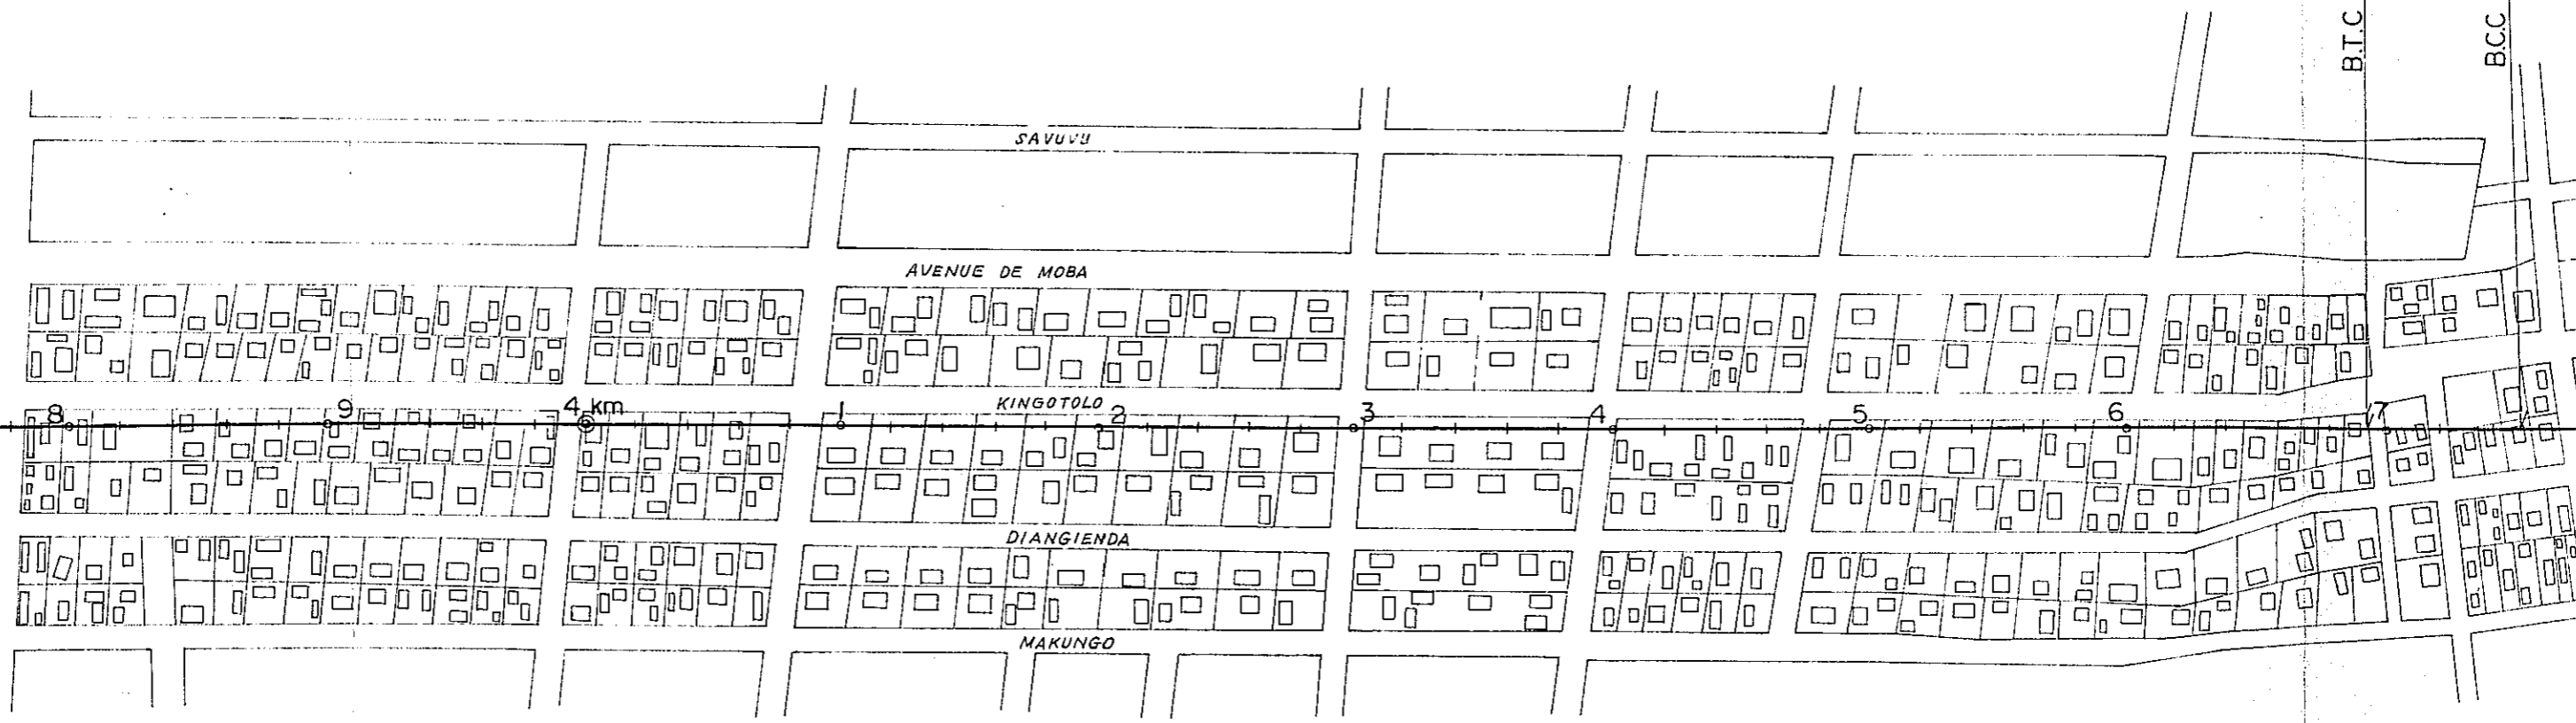 B.T.C
B.C.C
SAVUVU
AVENUE DE MOBA
KINGOTOLO
8 9 4 km 1 2 3 4 5 6 7
DIANGIENDA
MAKUNGO